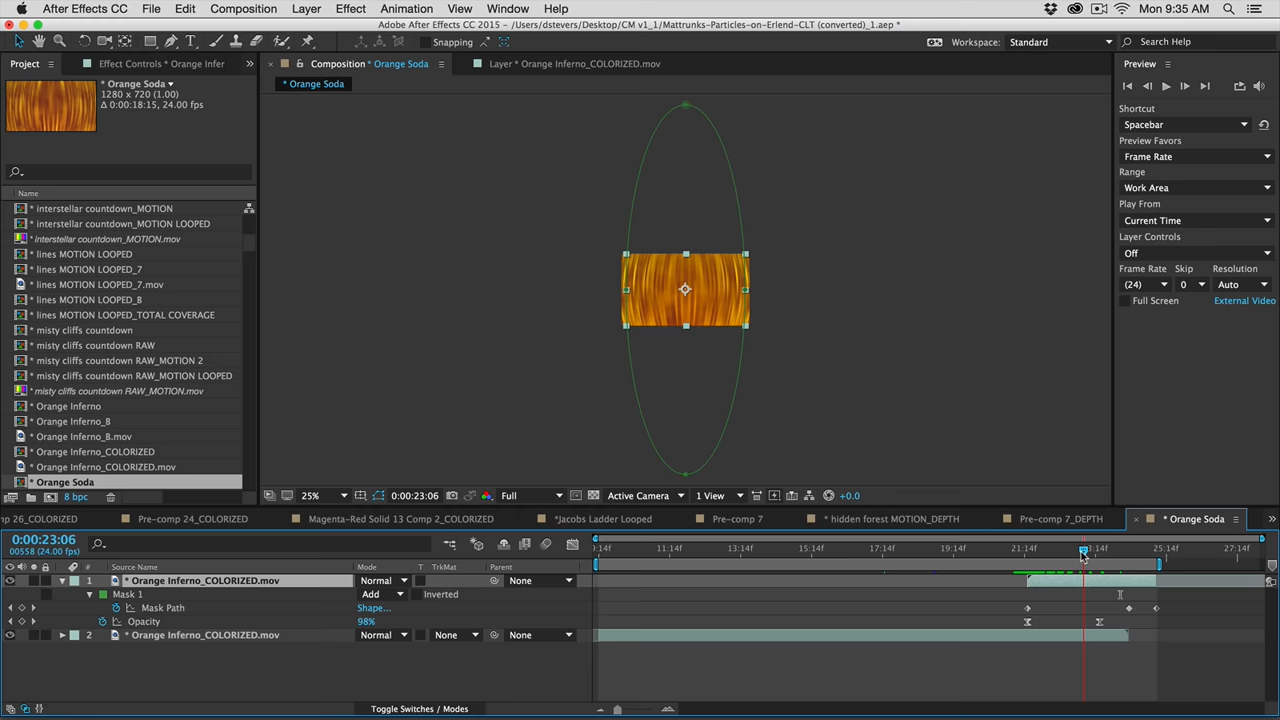 After Effects CC File Edit Composition Layer Effect Animation View Window Help Mon 9:35 AM
Adobe After Effects CC 2015 - /Users/dstevers/Desktop/CM v1_1/Mattrunks-Particles-on-Erlend-CLT (converted)_1.aep *
Snapping Workspace: Standard Search Help
Project Effect Controls * Orange Infer Composition * Orange Soda Layer * Orange Inferno_COLORIZED.mov Preview
* Orange Soda
1280 x 720 (1.00)
Δ 0:00:18:15, 24.00 fps
* Orange Soda
Shortcut
Spacebar
Preview Favors
Frame Rate
Range
Work Area
Play From
Current Time
Layer Controls
Off
Frame Rate Skip Resolution
(24) 0 Auto
Full Screen External Video
Name
* interstellar countdown_MOTION
* interstellar countdown_MOTION LOOPED
* interstellar countdown_MOTION.mov
* lines MOTION LOOPED
* lines MOTION LOOPED_7
* lines MOTION LOOPED_7.mov
* lines MOTION LOOPED_8
* lines MOTION LOOPED_TOTAL COVERAGE
* misty cliffs countdown
* misty cliffs countdown RAW
* misty cliffs countdown RAW_MOTION 2
* misty cliffs countdown RAW_MOTION LOOPED
* misty cliffs countdown RAW_MOTION.mov
* Orange Inferno
* Orange Inferno_B
* Orange Inferno_B.mov
* Orange Inferno_COLORIZED
* Orange Inferno_COLORIZED.mov
* Orange Soda
8 bpc 25% 0:00:23:06 Full Active Camera 1 View +0.0
mp 26_COLORIZED Pre-comp 24_COLORIZED Magenta-Red Solid 13 Comp 2_COLORIZED *Jacobs Ladder Looped Pre-comp 7 * hidden forest MOTION_DEPTH Pre-comp 7_DEPTH * Orange Soda
0:00:23:06
00558 (24.00 fps)
9:14f 11:14f 13:14f 15:14f 17:14f 19:14f 21:14f 3:14f 25:14f 27:14f
# Source Name Mode T TrkMat Parent
1 * Orange Inferno_COLORIZED.mov Normal None
Mask 1 Add Inverted
Mask Path Shape...
Opacity 98%
2 * Orange Inferno_COLORIZED.mov Normal None None
Toggle Switches / Modes